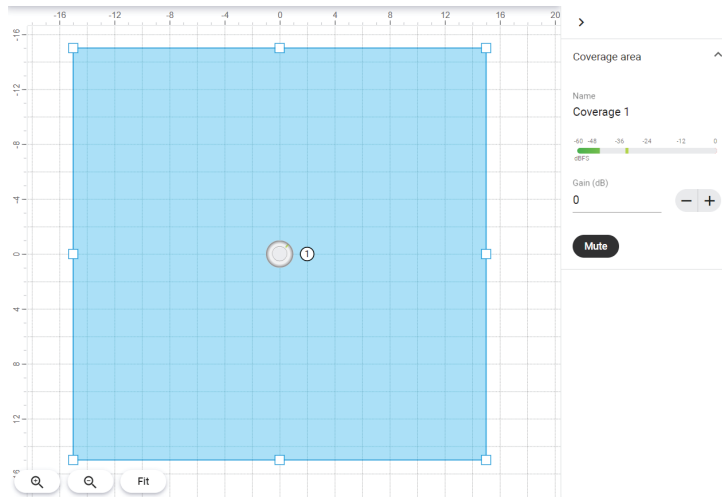 -16 -12 -8 -4 0 4 8 12 16 20
-16
-12
-8
-4
0
4
8
12
16
1
Fit
Coverage area
Name
Coverage 1
-60 -48 -36 -24 -12 0
dBFS
Gain (dB)
0
Mute